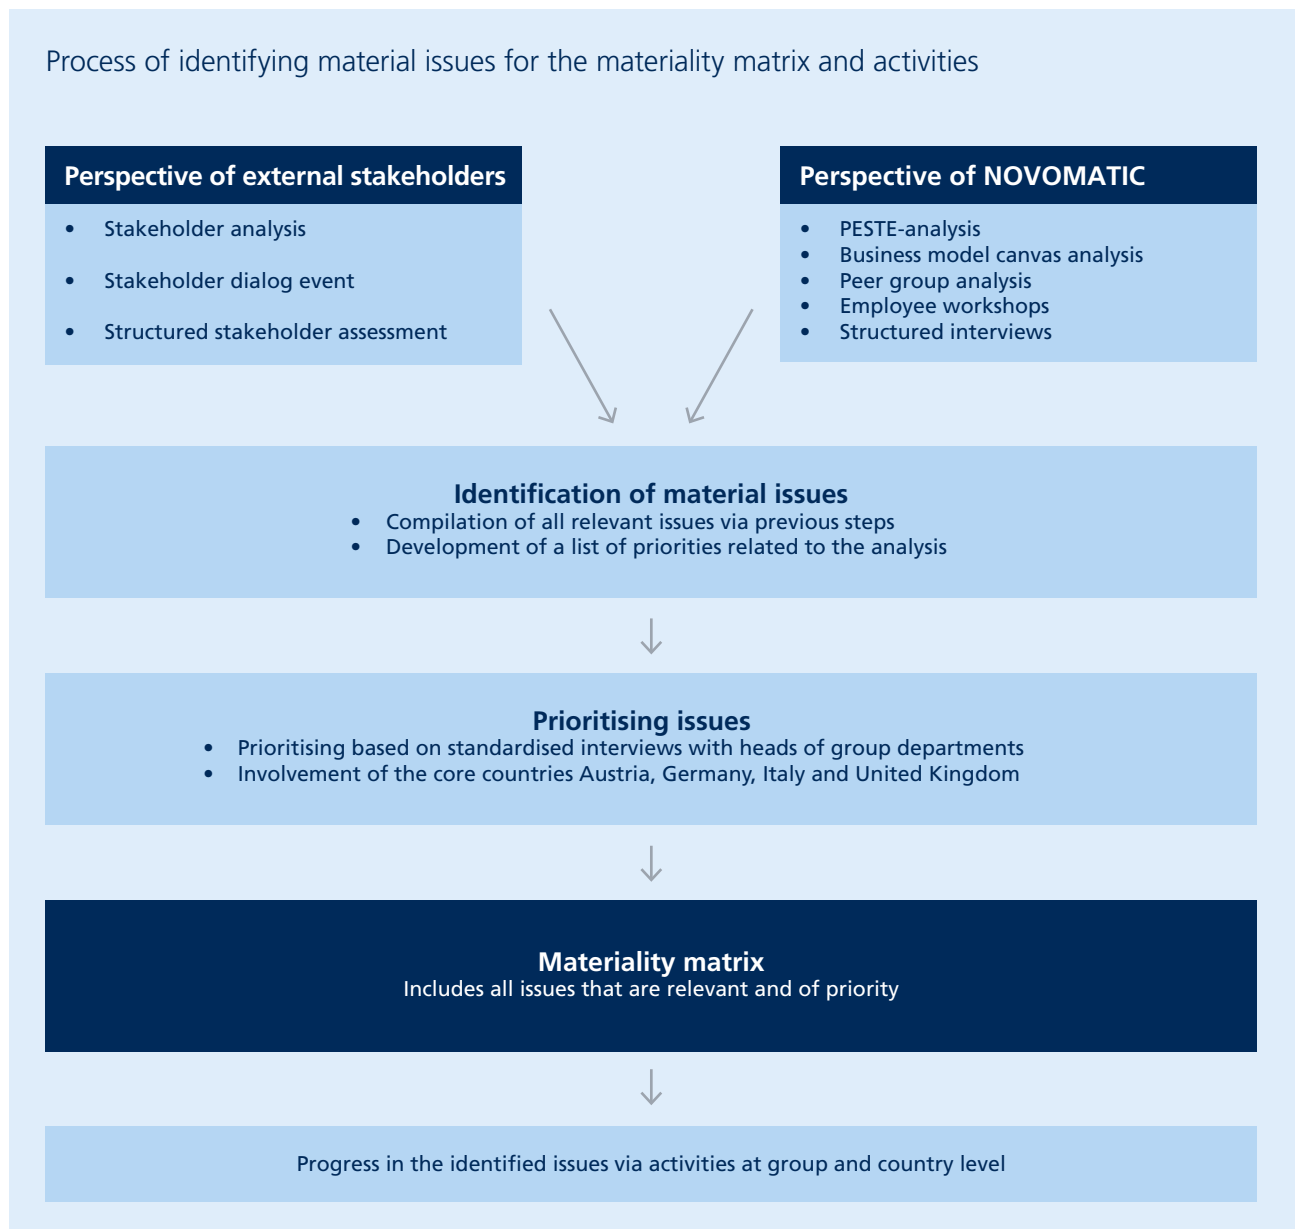 Process of identifying material issues for the materiality matrix and activities
Perspective of external stakeholders
• Stakeholder analysis
• Stakeholder dialog event
• Structured stakeholder assessment
Perspective of NOVOMATIC
• PESTE-analysis
• Business model canvas analysis
• Peer group analysis
• Employee workshops
• Structured interviews
Identification of material issues
• Compilation of all relevant issues via previous steps
• Development of a list of priorities related to the analysis
Prioritising issues
• Prioritising based on standardised interviews with heads of group departments
• Involvement of the core countries Austria, Germany, Italy and United Kingdom
Materiality matrix
Includes all issues that are relevant and of priority
Progress in the identified issues via activities at group and country level